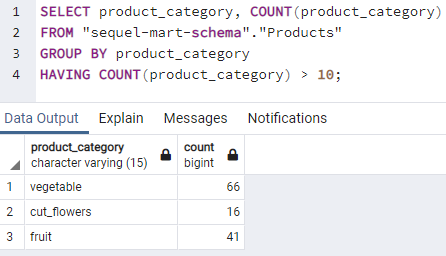 1 SELECT product_category, COUNT(product_category)
2 FROM "sequel-mart-schema"."Products"
3 GROUP BY product_category
4 HAVING COUNT(product_category) > 10;
Data Output Explain Messages Notifications
product_category count
character varying (15) bigint
1 vegetable 66
2 cut_flowers 16
3 fruit 41